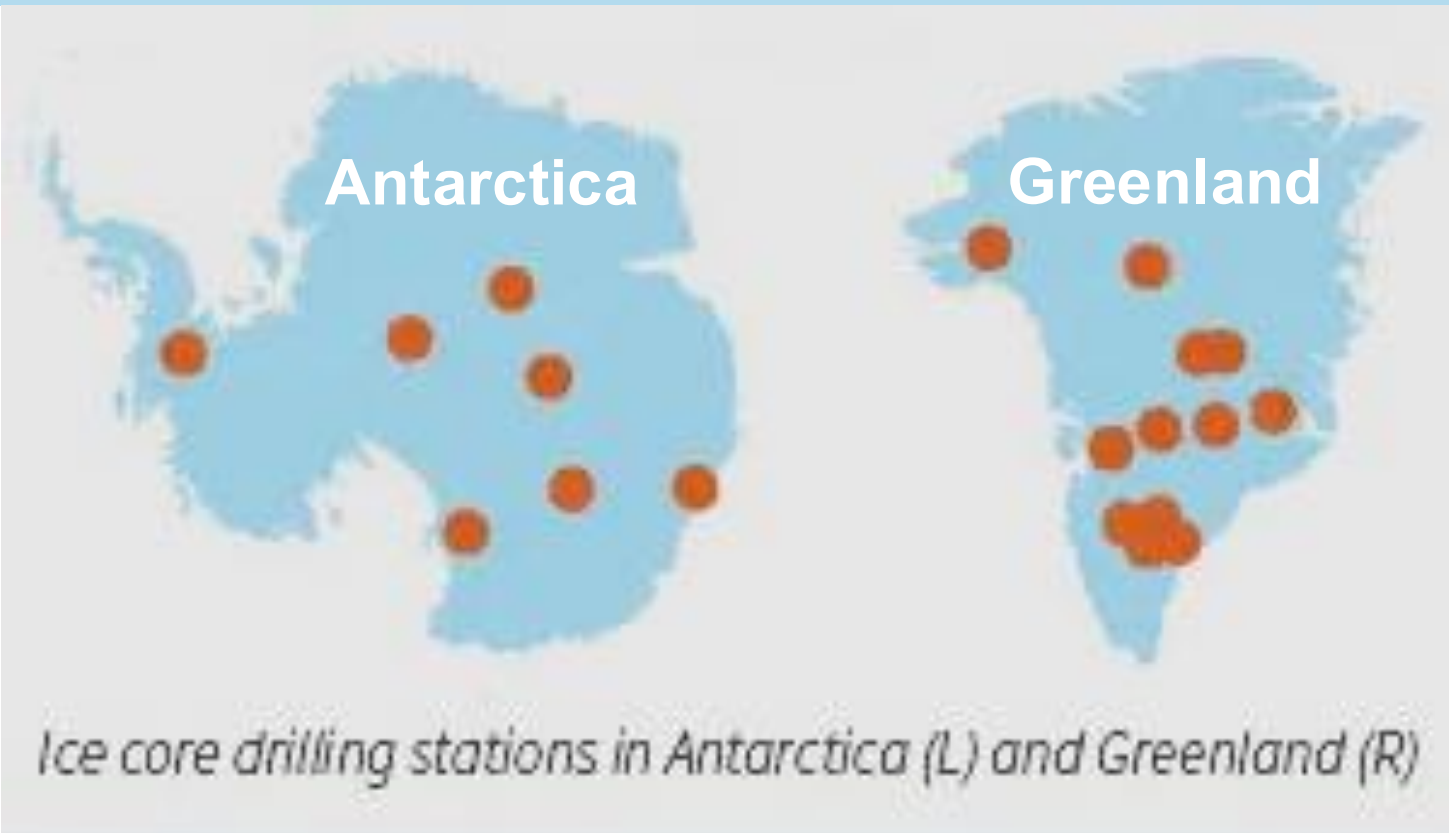 Antarctica
Greenland
Ice core drilling stations in Antarctica (L) and Greenland (R)